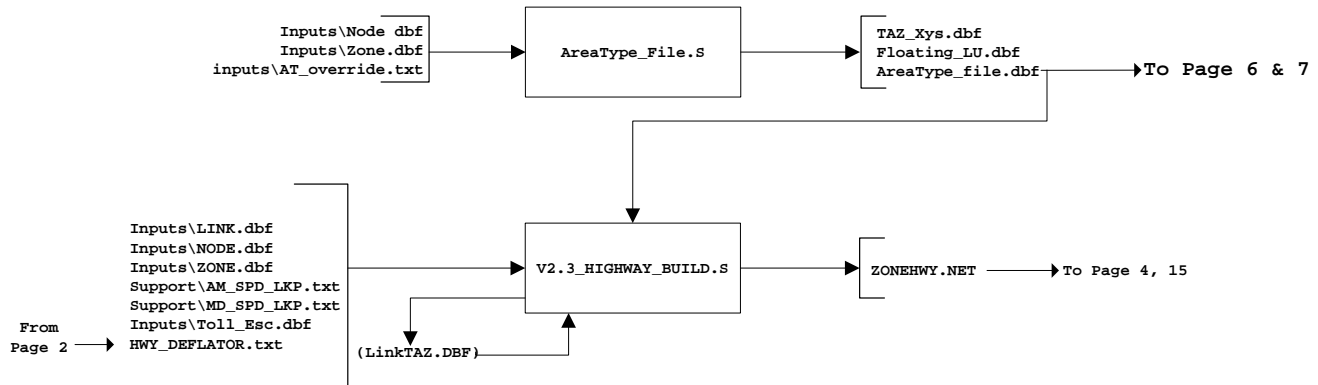 Inputs\Node dbf
Inputs\Zone.dbf
inputs\AT_override.txt
AreaType_File.S
TAZ_Xys.dbf
Floating_LU.dbf
AreaType_file.dbf
To Page 6 & 7
Inputs\LINK.dbf
Inputs\NODE.dbf
Inputs\ZONE.dbf
Support\AM_SPD_LKP.txt
Support\MD_SPD_LKP.txt
Inputs\Toll_Esc.dbf
HWY_DEFLATOR.txt
From
Page 2
V2.3_HIGHWAY_BUILD.S
(LinkTAZ.DBF)
ZONEHWY.NET
To Page 4, 15